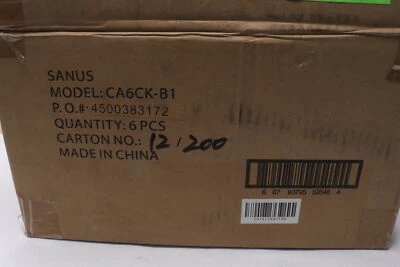 SANUS
MODEL: CA6CK-B1
P.O.#: 4500383172
QUANTITY: 6 PCS
CARTON NO.: 12/200
MADE IN CHINA